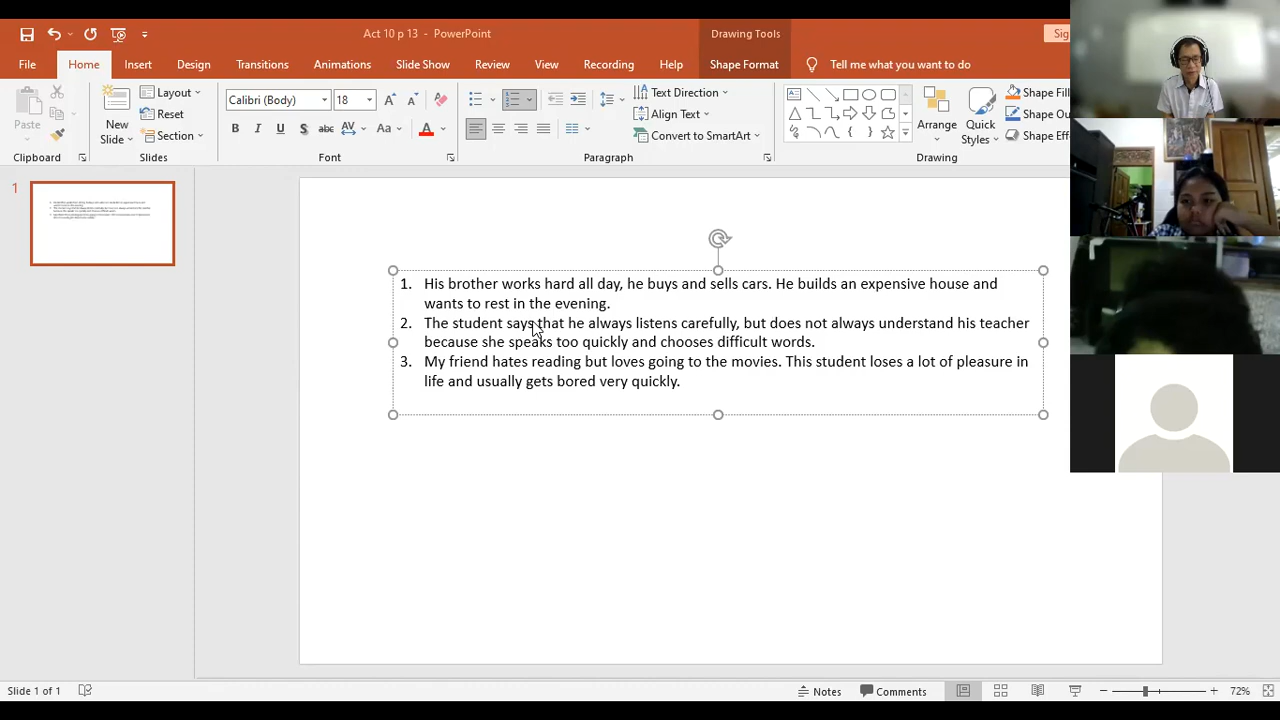 Act 10 p 13 - PowerPoint
Drawing Tools
File Home Insert Design Transitions Animations Slide Show Review View Recording Help Shape Format Tell me what you want to do
Paste
Clipboard
New Slide
Layout
Reset
Section
Slides
Calibri (Body) 18
B I U S abc AV Aa A
Font
Text Direction
Align Text
Convert to SmartArt
Paragraph
Arrange
Quick Styles
Shape Fill
Drawing
1
1. His brother works hard all day, he buys and sells cars. He builds an expensive house and
wants to rest in the evening.
2. The student says that he always listens carefully, but does not always understand his teacher
because she speaks too quickly and chooses difficult words.
3. My friend hates reading but loves going to the movies. This student loses a lot of pleasure in
life and usually gets bored very quickly.
Slide 1 of 1
Notes
Comments
72%